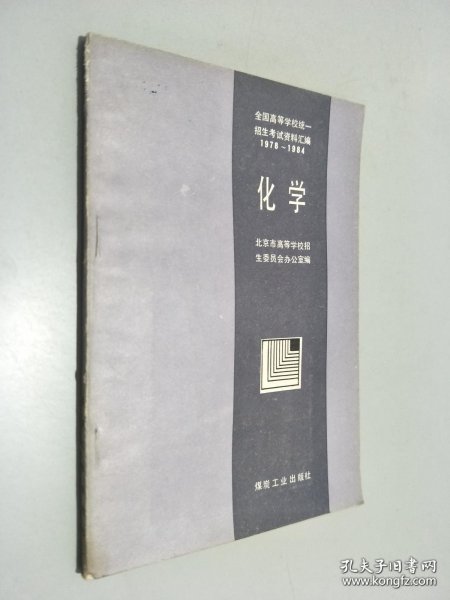 全国高等学校统一
招生考试资料汇编
1978~1984
化学
北京市高等学校招
生委员会办公室编
煤炭工业出版社
孔夫子旧书网
www.kongfz.com